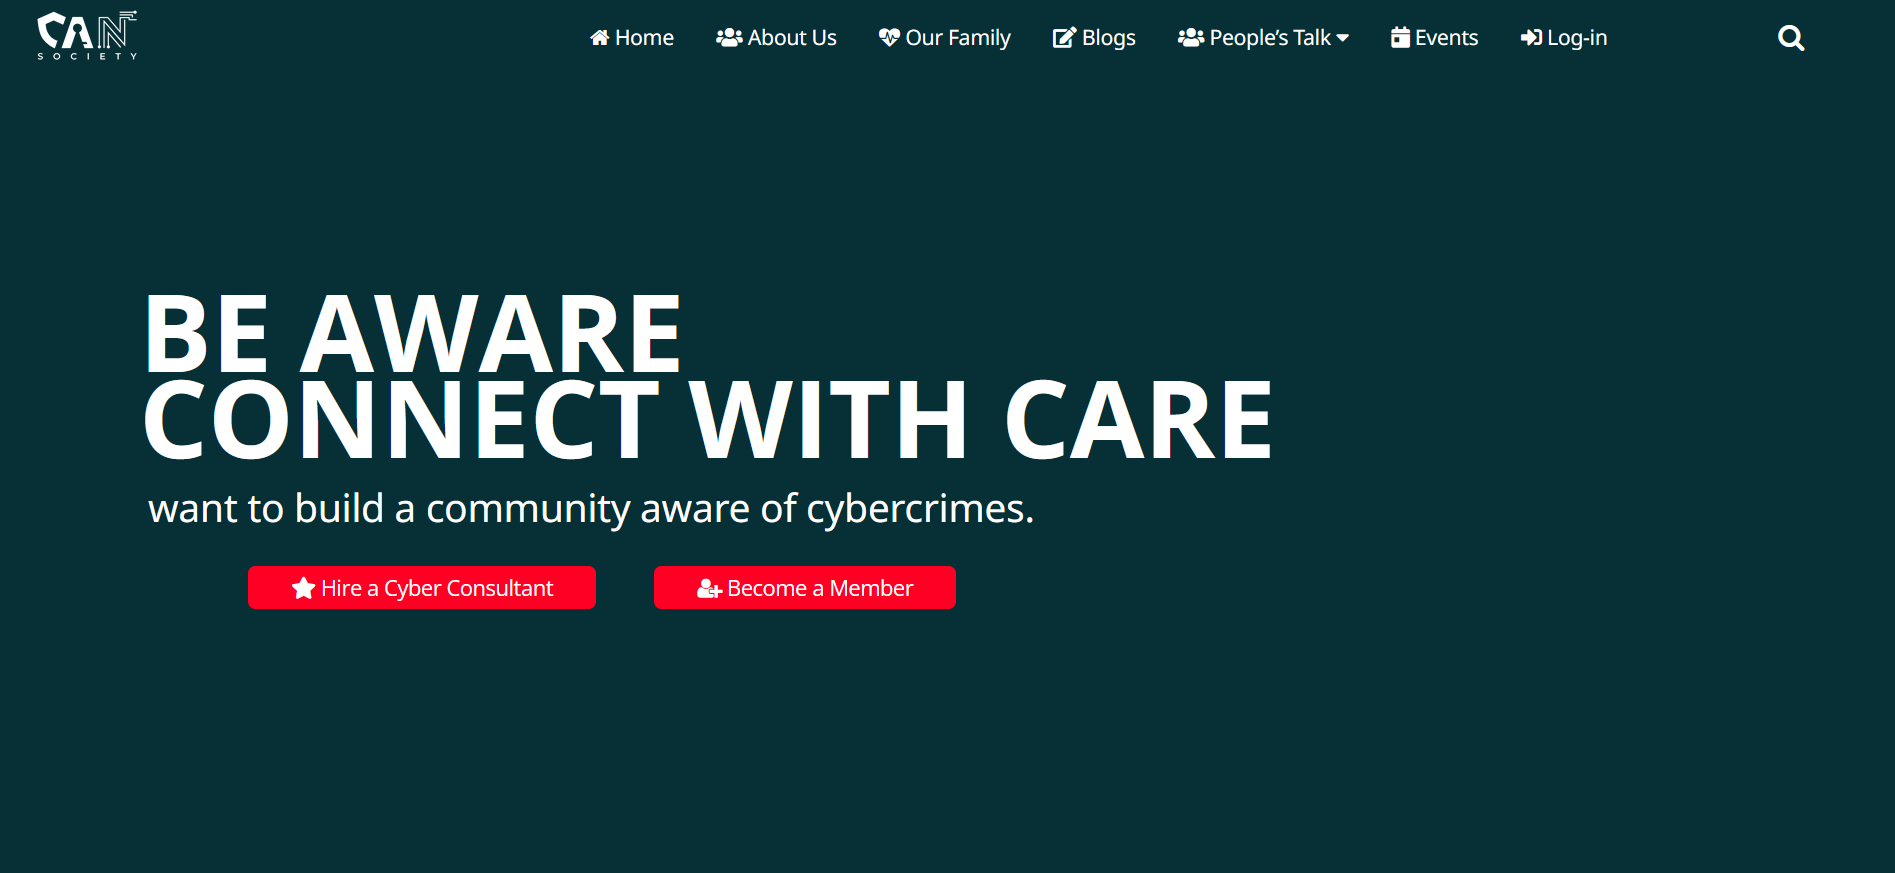 CAN
SOCIETY
Home About Us Our Family Blogs People’s Talk Events Log-in
BE AWARE
CONNECT WITH CARE
want to build a community aware of cybercrimes.
Hire a Cyber Consultant Become a Member